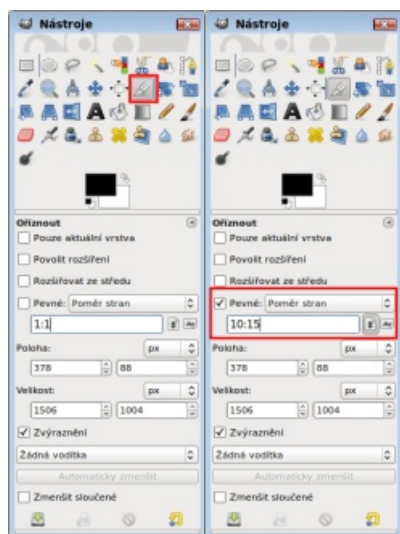 Nástroje
Oříznout
Pouze aktuální vrstva
Povolit rozšíření
Rozšiřovat ze středu
Pevné: Poměr stran
1:1
Poloha: px
378 88
Velikost: px
1506 1004
Zvýraznění
Žádná vodítka
Automaticky zmenšit
Zmenšit sloučené
Nástroje
Oříznout
Pouze aktuální vrstva
Povolit rozšíření
Rozšiřovat ze středu
Pevné: Poměr stran
10:15
Poloha: px
378 88
Velikost: px
1506 1004
Zvýraznění
Žádná vodítka
Automaticky zmenšit
Zmenšit sloučené